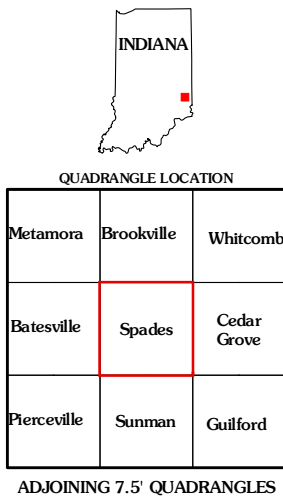 INDIANA
QUADRANGLE LOCATION
Metamora Brookville Whitcomb
Batesville Spades Cedar Grove
Pierceville Sunman Guilford
ADJOINING 7.5' QUADRANGLES